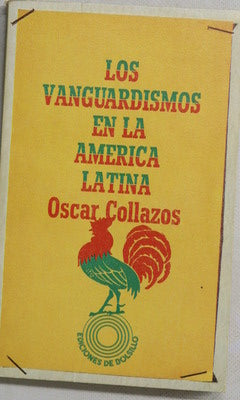 LOS
VANGUARDISMOS
EN LA
AMERICA
LATINA
Oscar Collazos
EDICIONES DE BOLSILLO